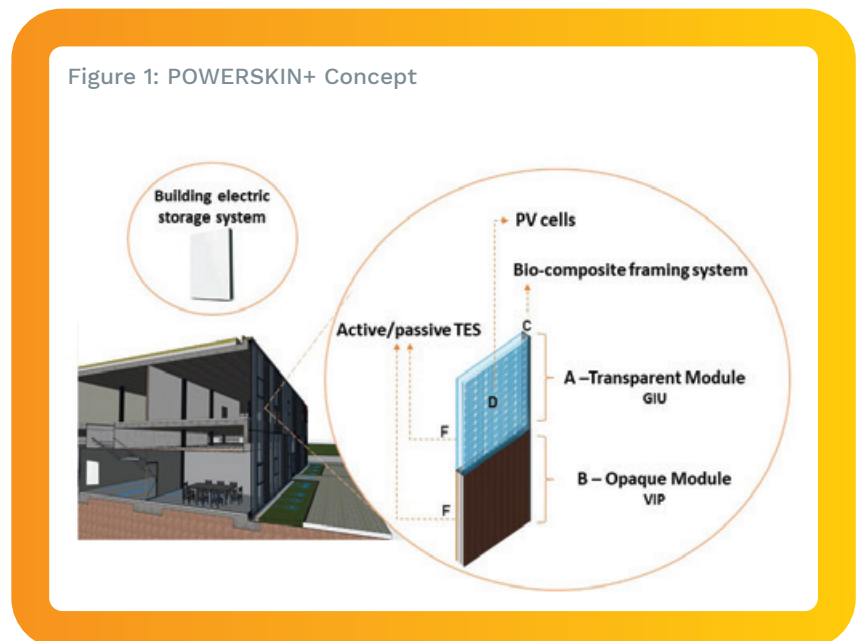 Figure 1: POWERSKIN+ Concept
Building electric
storage system
PV cells
Bio-composite framing system
Active/passive TES
C
A –Transparent Module
GIU
D
F
B – Opaque Module
VIP
F